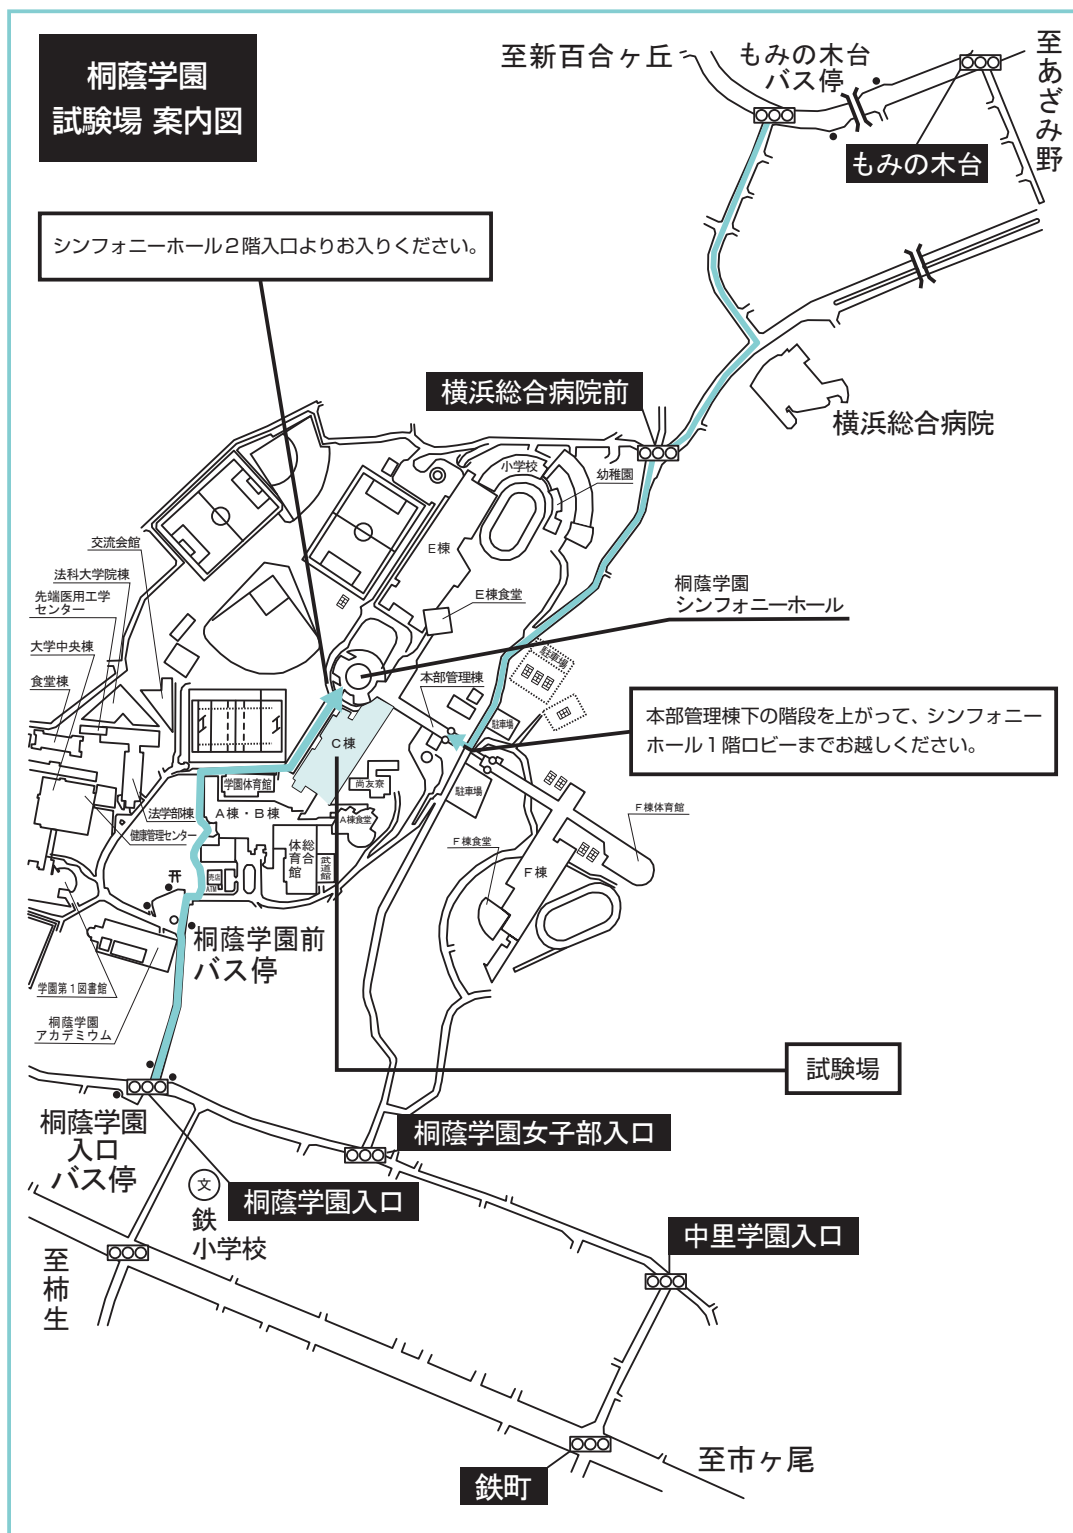 桐蔭学園
試験場 案内図
至新百合ヶ丘
もみの木台
バス停
至あざみ野
もみの木台
シンフォニーホール2階入口よりお入りください。
横浜総合病院前
横浜総合病院
小学校
幼稚園
E棟
交流会館
法科大学院棟
先端医用工学
センター
大学中央棟
食堂棟
E棟食堂
桐蔭学園
シンフォニーホール
本部管理棟
駐車場
駐車場
本部管理棟下の階段を上がって、シンフォニー
ホール1階ロビーまでお越しください。
C棟
学園体育館
尚友寮
駐車場
法学部棟
A棟・B棟
A棟食堂
健康管理センター
総合
体育館
武道館
F棟体育館
F棟食堂
F棟
売店
桐蔭学園前
バス停
学園第1図書館
桐蔭学園
アカデミウム
試験場
桐蔭学園
入口
バス停
桐蔭学園女子部入口
文
桐蔭学園入口
鉄
小学校
中里学園入口
至柿生
至市ヶ尾
鉄町